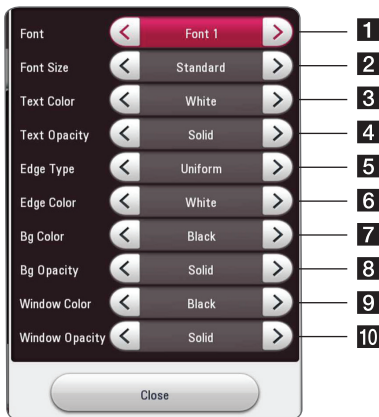 Font Font 1 1
Font Size Standard 2
Text Color White 3
Text Opacity Solid 4
Edge Type Uniform 5
Edge Color White 6
Bg Color Black 7
Bg Opacity Solid 8
Window Color Black 9
Window Opacity Solid 10
Close